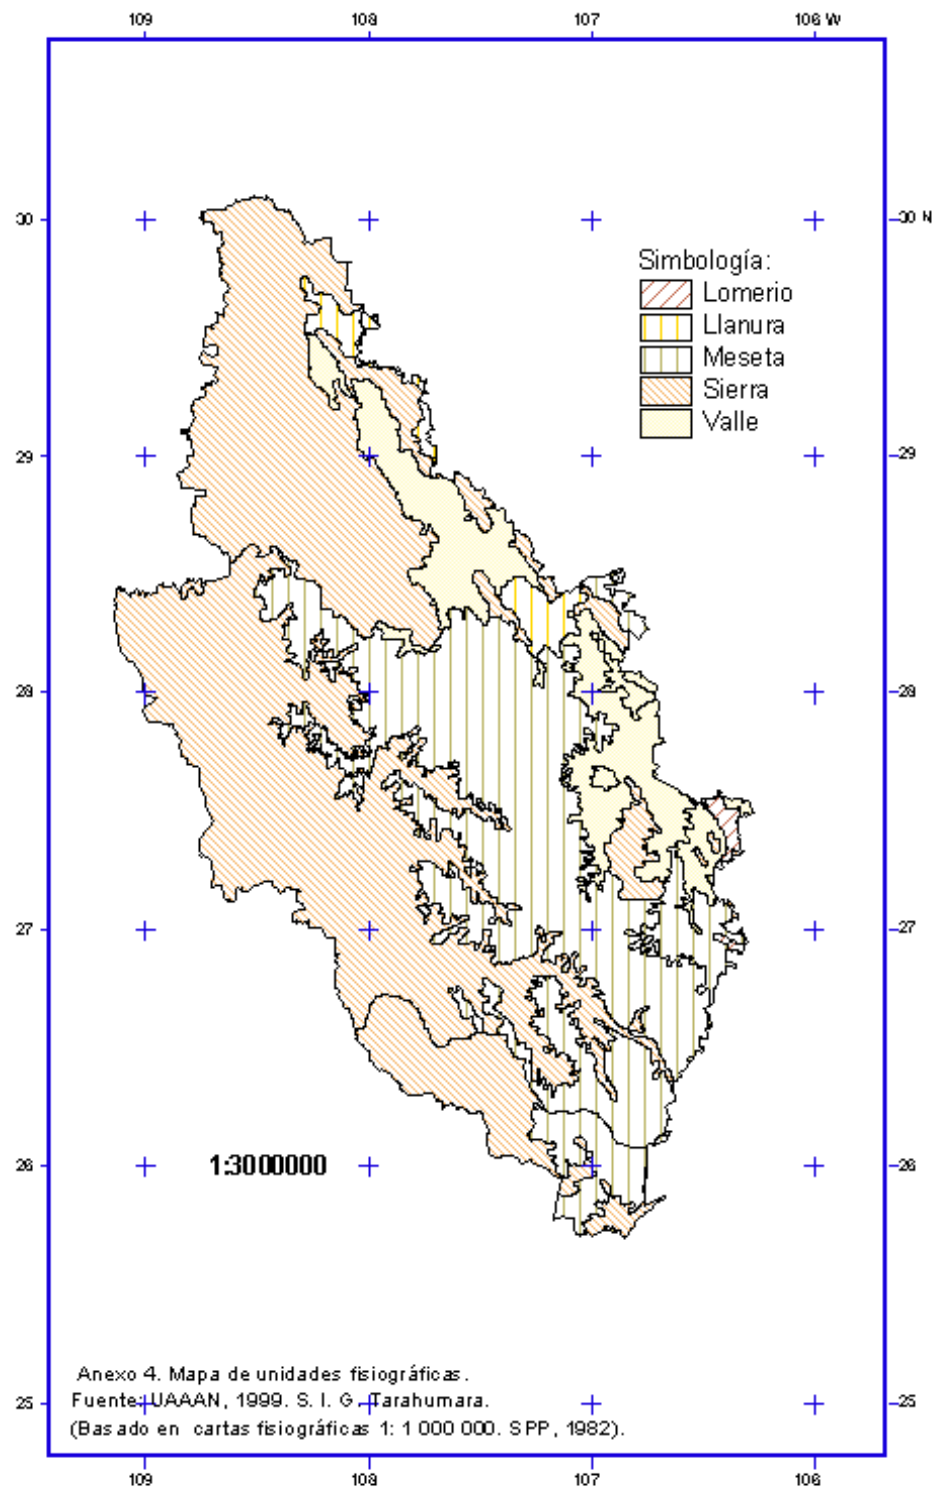 109 108 107 106 W
30 30 N
Simbología:
Lomerio
Llanura
Meseta
Sierra
Valle
29 29
28 28
27 27
26 26
1:3000000
Anexo 4. Mapa de unidades fisiográficas.
Fuente: UAAAN, 1999. S. I. G. Tarahumara.
25 25
(Basado en cartas fisiográficas 1: 1 000 000. SPP, 1982).
109 108 107 106